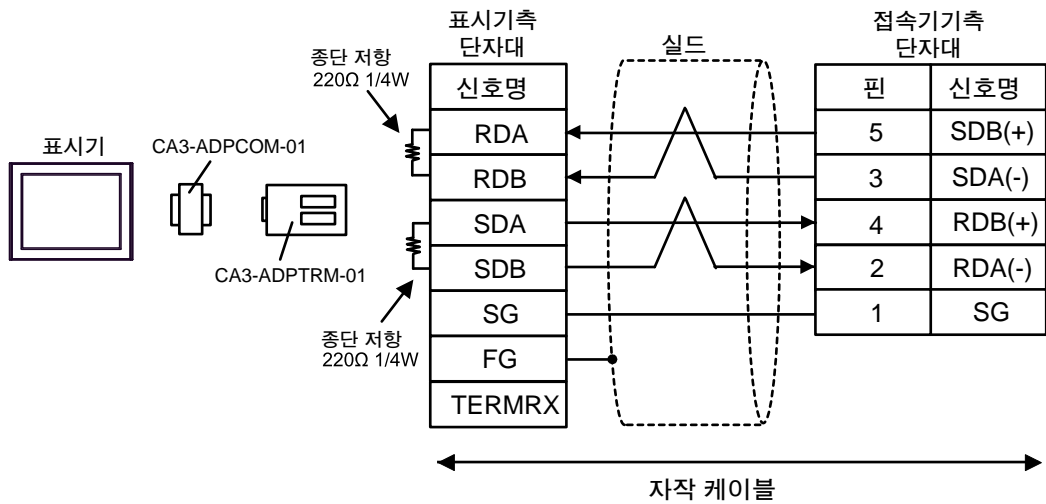 표시기측
단자대
실드
접속기기측
단자대
종단 저항
220Ω 1/4W
신호명
핀
신호명
RDA
5
SDB(+)
표시기
CA3-ADPCOM-01
RDB
3
SDA(-)
SDA
4
RDB(+)
CA3-ADPTRM-01
SDB
2
RDA(-)
SG
1
SG
종단 저항
220Ω 1/4W
FG
TERMRX
자작 케이블